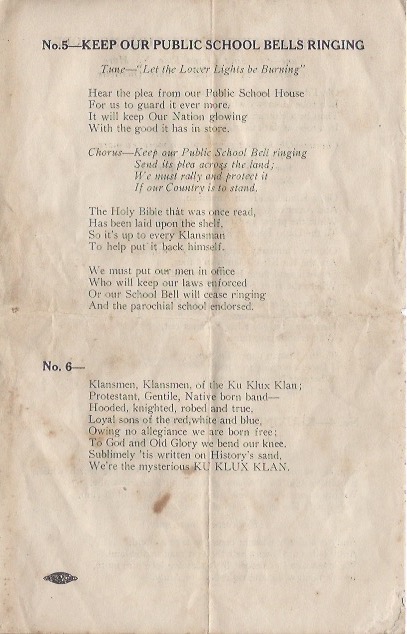 No.5—KEEP OUR PUBLIC SCHOOL BELLS RINGING
Tune—"Let the Lower Lights be Burning"
Hear the plea from our Public School House
For us to guard it ever more,
It will keep Our Nation glowing
With the good it has in store.
Chorus—Keep our Public School Bell ringing
Send its plea across the land;
We must rally and protect it
If our Country is to stand.
The Holy Bible that was once read,
Has been laid upon the shelf,
So it's up to every Klansman
To help put it back himself.
We must put our men in office
Who will keep our laws enforced
Or our School Bell will cease ringing
And the parochial school endorsed.
No. 6—
Klansmen, Klansmen, of the Ku Klux Klan;
Protestant, Gentile, Native born band—
Hooded, knighted, robed and true,
Loyal sons of the red,white and blue,
Owing no allegiance we are born free;
To God and Old Glory we bend our knee.
Sublimely 'tis written on History's sand,
We're the mysterious KU KLUX KLAN.